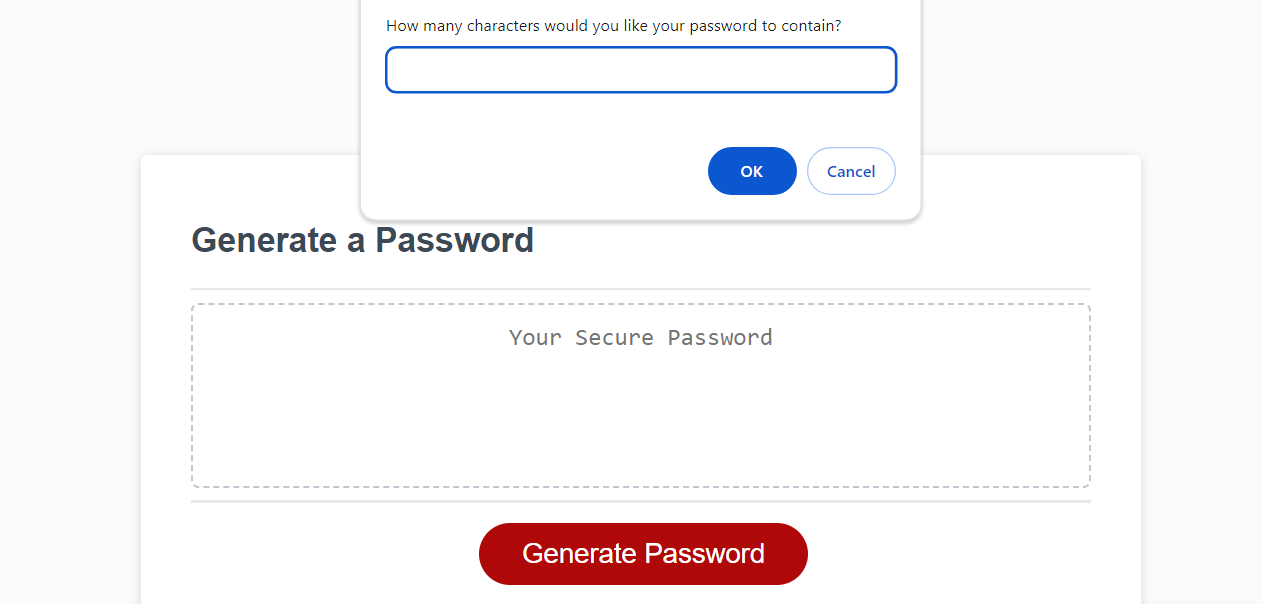 How many characters would you like your password to contain?
OK
Cancel
Generate a Password
Your Secure Password
Generate Password